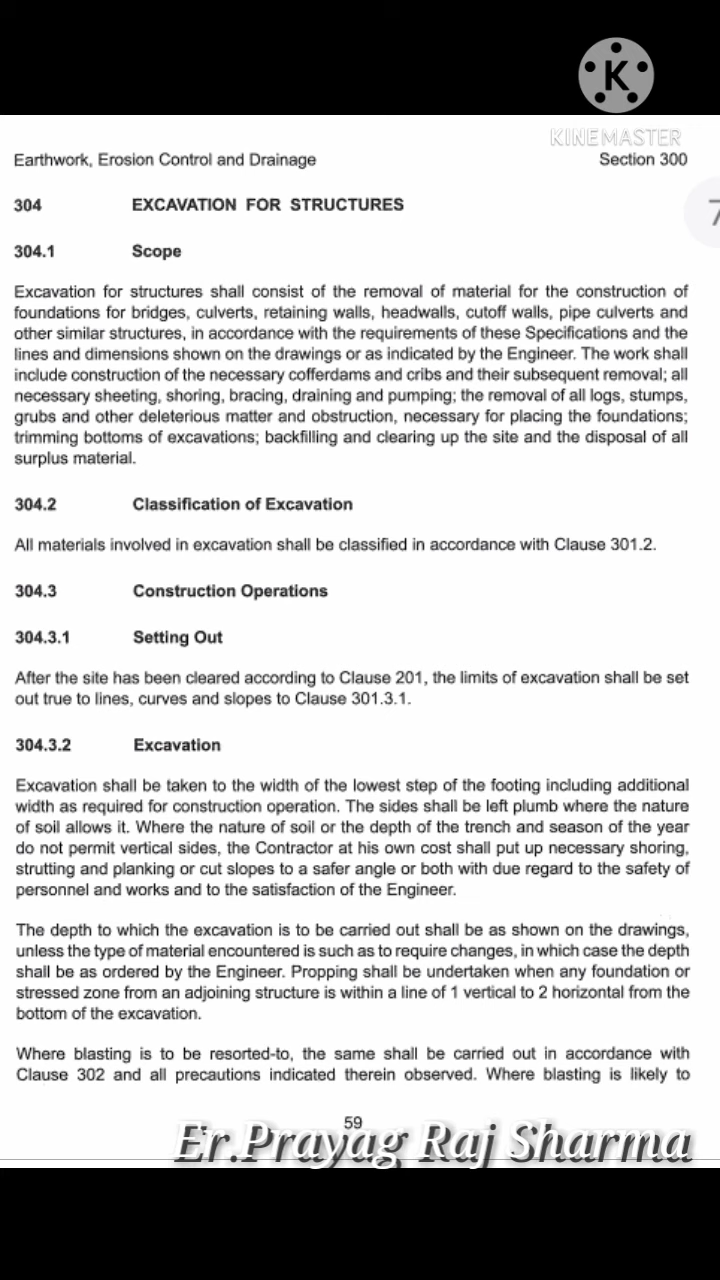 K
KINEMASTER
Earthwork, Erosion Control and Drainage Section 300
7
304 EXCAVATION FOR STRUCTURES
304.1 Scope
Excavation for structures shall consist of the removal of material for the construction of
foundations for bridges, culverts, retaining walls, headwalls, cutoff walls, pipe culverts and
other similar structures, in accordance with the requirements of these Specifications and the
lines and dimensions shown on the drawings or as indicated by the Engineer. The work shall
include construction of the necessary cofferdams and cribs and their subsequent removal; all
necessary sheeting, shoring, bracing, draining and pumping; the removal of all logs, stumps,
grubs and other deleterious matter and obstruction, necessary for placing the foundations;
trimming bottoms of excavations; backfilling and clearing up the site and the disposal of all
surplus material.
304.2 Classification of Excavation
All materials involved in excavation shall be classified in accordance with Clause 301.2.
304.3 Construction Operations
304.3.1 Setting Out
After the site has been cleared according to Clause 201, the limits of excavation shall be set
out true to lines, curves and slopes to Clause 301.3.1.
304.3.2 Excavation
Excavation shall be taken to the width of the lowest step of the footing including additional
width as required for construction operation. The sides shall be left plumb where the nature
of soil allows it. Where the nature of soil or the depth of the trench and season of the year
do not permit vertical sides, the Contractor at his own cost shall put up necessary shoring,
strutting and planking or cut slopes to a safer angle or both with due regard to the safety of
personnel and works and to the satisfaction of the Engineer.
The depth to which the excavation is to be carried out shall be as shown on the drawings,
unless the type of material encountered is such as to require changes, in which case the depth
shall be as ordered by the Engineer. Propping shall be undertaken when any foundation or
stressed zone from an adjoining structure is within a line of 1 vertical to 2 horizontal from the
bottom of the excavation.
Where blasting is to be resorted-to, the same shall be carried out in accordance with
Clause 302 and all precautions indicated therein observed. Where blasting is likely to
59
Er.Prayag Raj Sharma